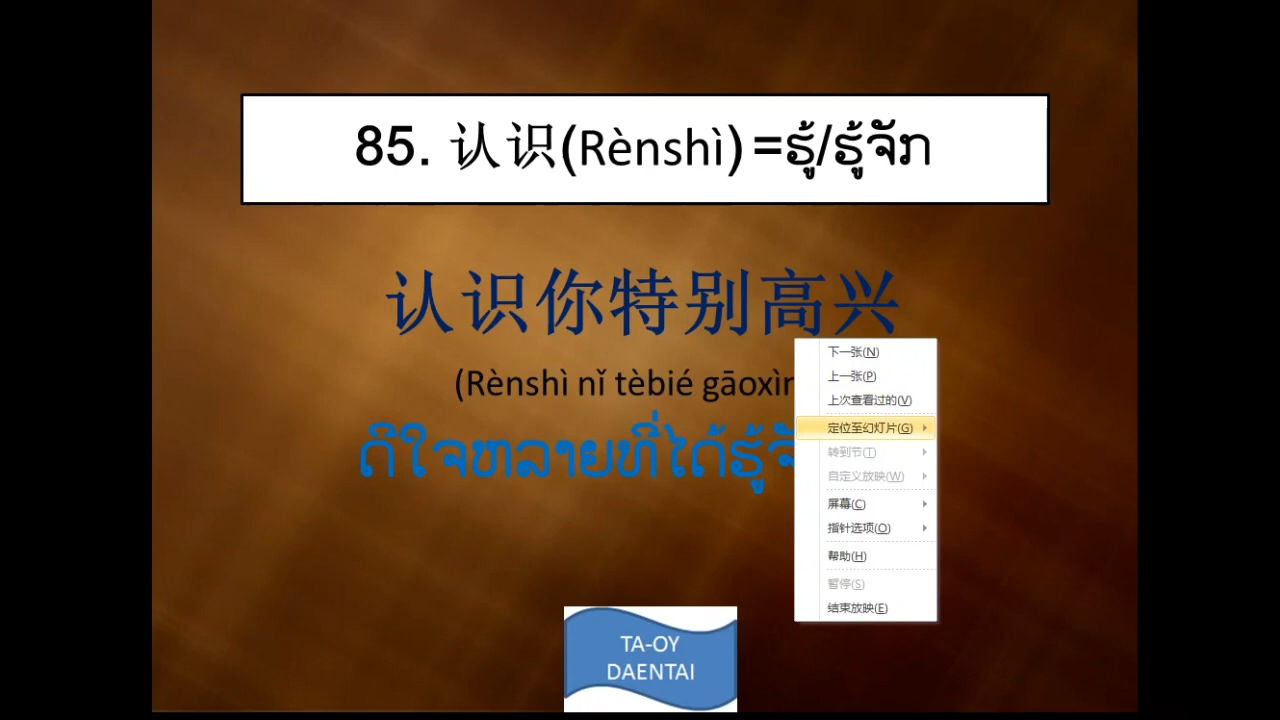 85. 认识(Rènshì) =ຮູ້/ຮູ້ຈັກ
认识你特别高兴
(Rènshì nǐ tèbié gāoxìn
ດີໃຈຫລາຍທີ່ໄດ້ຮູ້ຈັ
下一张(N)
上一张(P)
上次查看过的(V)
定位至幻灯片(G)
转到节(T)
自定义放映(W)
屏幕(C)
指针选项(O)
帮助(H)
暂停(S)
结束放映(E)
TA-OY
DAENTAI